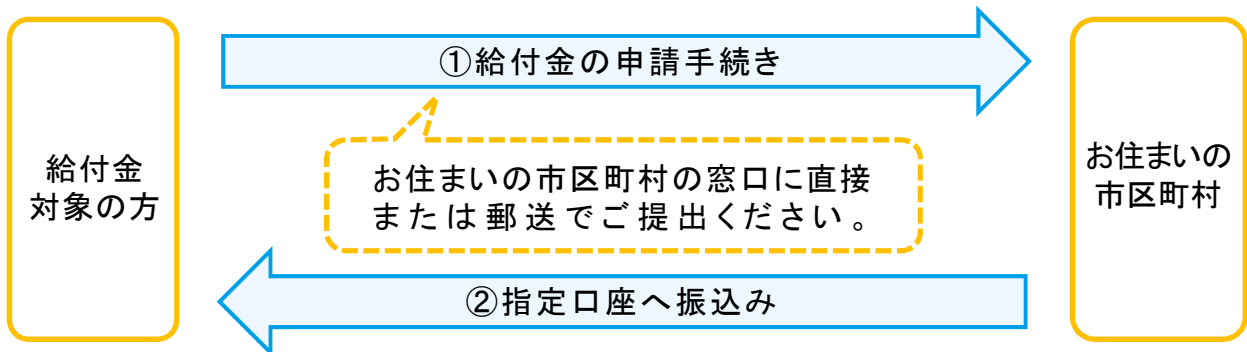 ①給付金の申請手続き
給付金
対象の方
お住まいの市区町村の窓口に直接
または郵送でご提出ください。
お住まいの
市区町村
②指定口座へ振込み